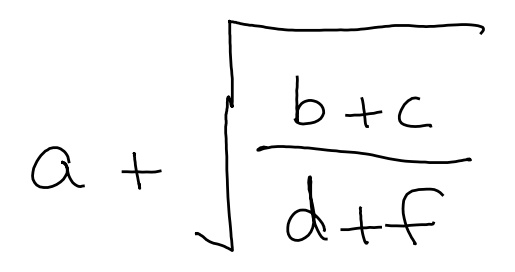 a + √((b + c)/(d + f))